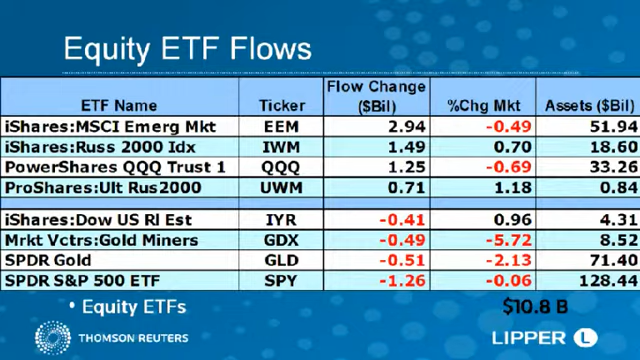 Equity ETF Flows
ETF Name Ticker Flow Change ($Bil) %Chg Mkt Assets ($Bil)
iShares:MSCI Emerg Mkt EEM 2.94 -0.49 51.94
iShares:Russ 2000 Idx IWM 1.49 0.70 18.60
PowerShares QQQ Trust 1 QQQ 1.25 -0.69 33.26
ProShares:Ult Rus2000 UWM 0.71 1.18 0.84
iShares:Dow US Rl Est IYR -0.41 0.96 4.31
Mrkt Vctrs:Gold Miners GDX -0.49 -5.72 8.52
SPDR Gold GLD -0.51 -2.13 71.40
SPDR S&P 500 ETF SPY -1.26 -0.06 128.44
• Equity ETFs $10.8 B
THOMSON REUTERS LIPPER L